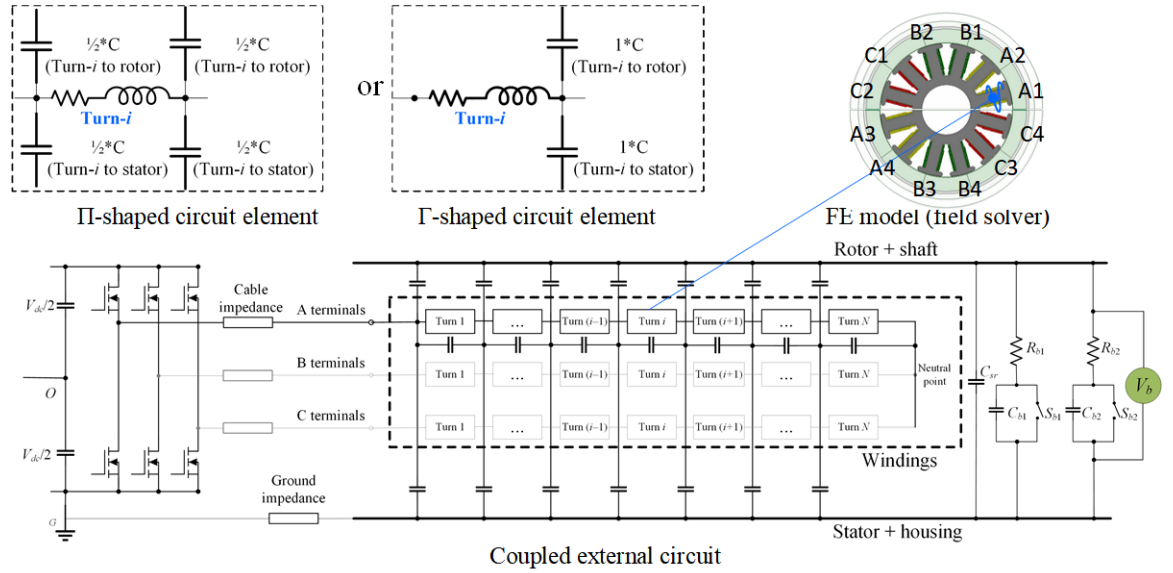 ½*C
(Turn-i to rotor)
½*C
(Turn-i to rotor)
Turn-i
½*C
(Turn-i to stator)
½*C
(Turn-i to stator)
Π-shaped circuit element
or
1*C
(Turn-i to rotor)
Turn-i
1*C
(Turn-i to stator)
Γ-shaped circuit element
B2 B1
C1 A2
C2 A1
A3 C4
A4 C3
B3 B4
FE model (field solver)
Rotor + shaft
Vdc/2
Cable
impedance
A terminals
Turn 1 ... Turn (i–1) Turn i Turn (i+1) ... Turn N
B terminals
Turn 1 ... Turn (i–1) Turn i Turn (i+1) ... Turn N
Neutral
point
O
C terminals
Turn 1 ... Turn (i–1) Turn i Turn (i+1) ... Turn N
Csr
Rb1
Cb1
Sb1
Rb2
Cb2
Sb2
Vb
Vdc/2
Windings
Ground
impedance
G
Stator + housing
Coupled external circuit